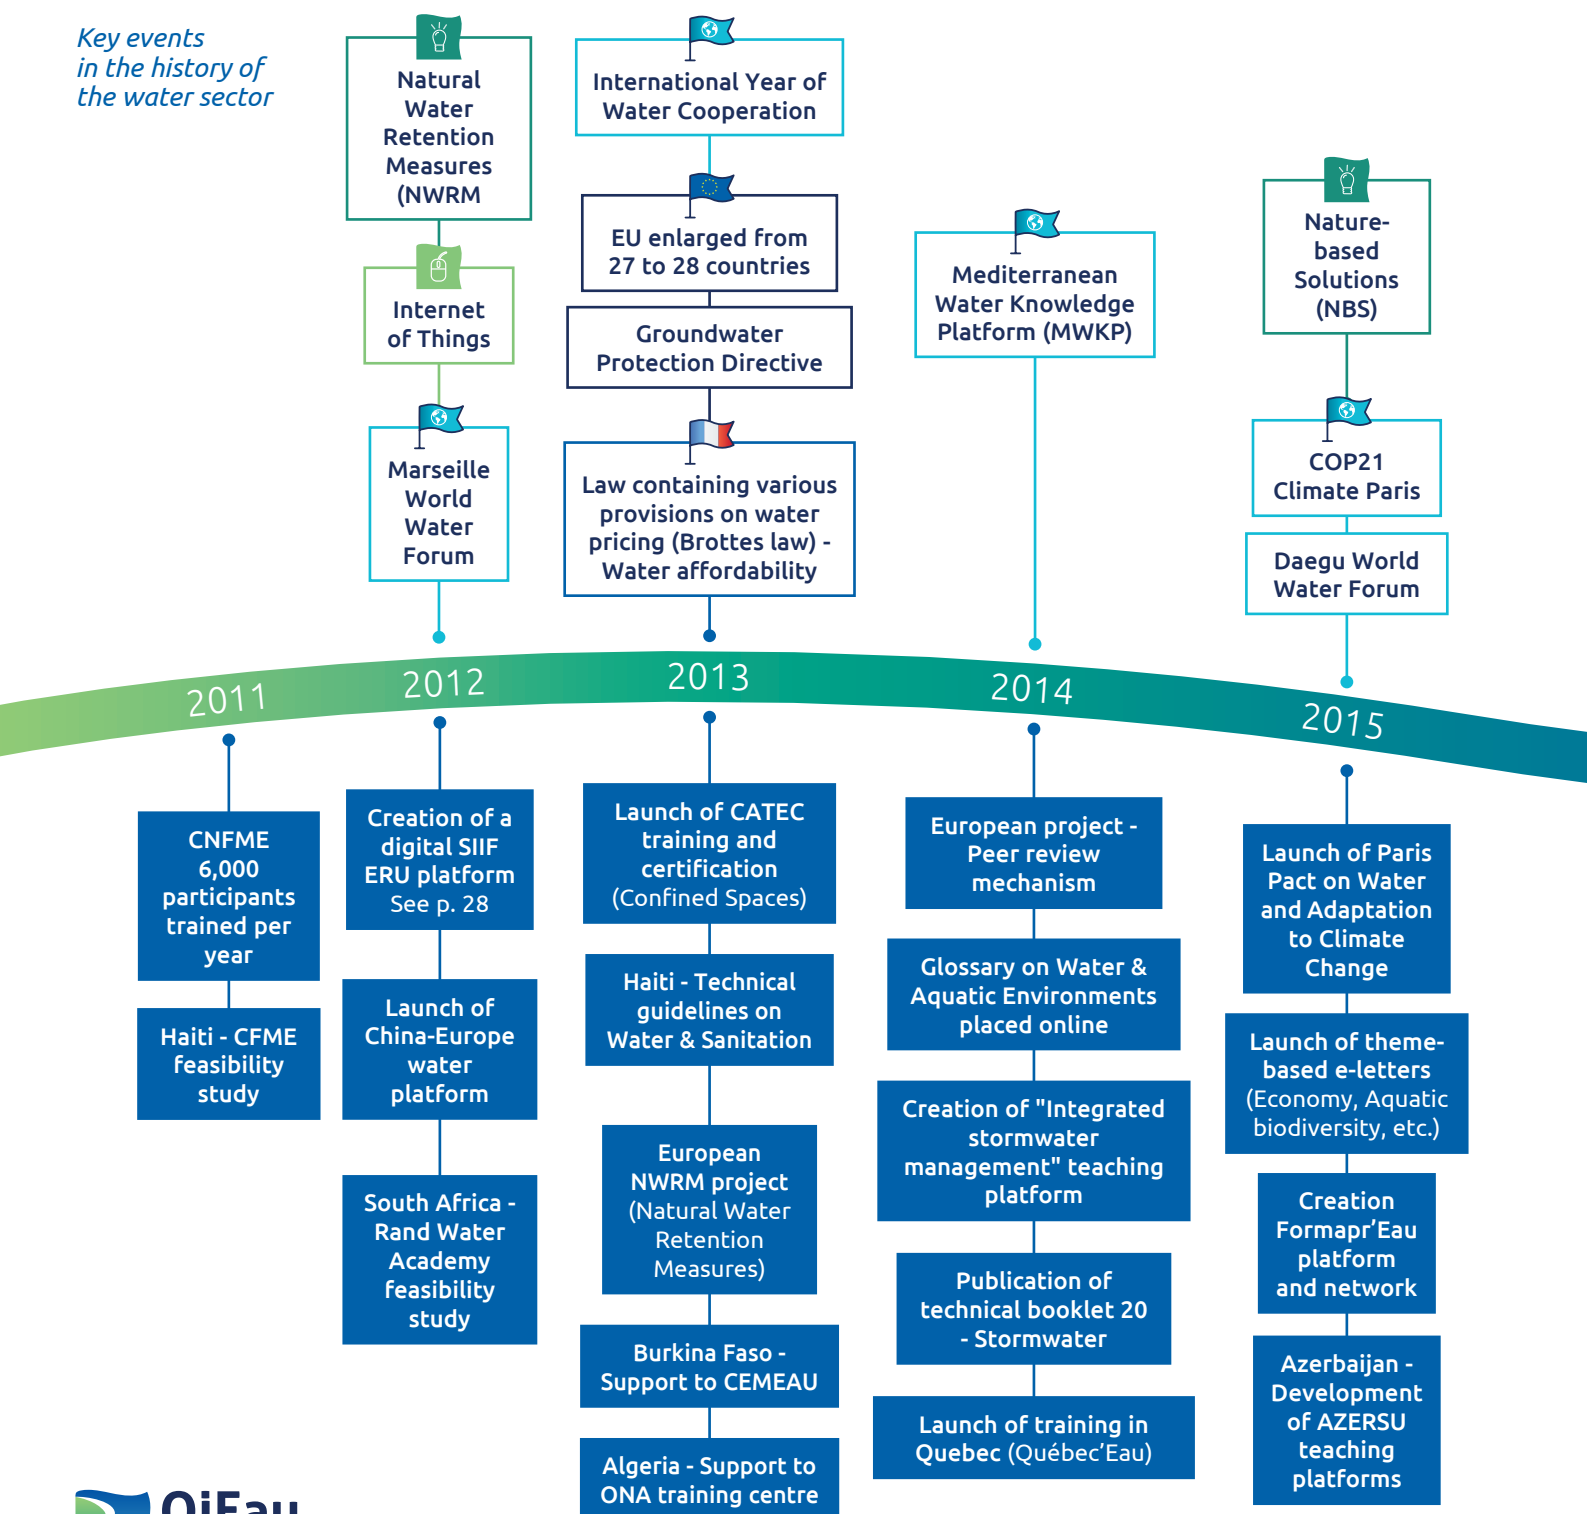 Key events
in the history of
the water sector
Natural
Water
Retention
Measures
(NWRM
Internet
of Things
Marseille
World
Water
Forum
International Year of
Water Cooperation
EU enlarged from
27 to 28 countries
Groundwater
Protection Directive
Law containing various
provisions on water
pricing (Brottes law) -
Water affordability
Mediterranean
Water Knowledge
Platform (MWKP)
Nature-
based
Solutions
(NBS)
COP21
Climate Paris
Daegu World
Water Forum
2011
2012
2013
2014
2015
CNFME
6,000
participants
trained per
year
Haiti - CFME
feasibility
study
Creation of a
digital SIIF
ERU platform
See p. 28
Launch of
China-Europe
water
platform
South Africa -
Rand Water
Academy
feasibility
study
Launch of CATEC
training and
certification
(Confined Spaces)
Haiti - Technical
guidelines on
Water & Sanitation
European
NWRM project
(Natural Water
Retention
Measures)
Burkina Faso -
Support to CEMEAU
Algeria - Support to
ONA training centre
European project -
Peer review
mechanism
Glossary on Water &
Aquatic Environments
placed online
Creation of "Integrated
stormwater
management" teaching
platform
Publication of
technical booklet 20
- Stormwater
Launch of training in
Quebec (Québec’Eau)
Launch of Paris
Pact on Water
and Adaptation
to Climate
Change
Launch of theme-
based e-letters
(Economy, Aquatic
biodiversity, etc.)
Creation
Formapr’Eau
platform
and network
Azerbaijan -
Development
of AZERSU
teaching
platforms
OiEau